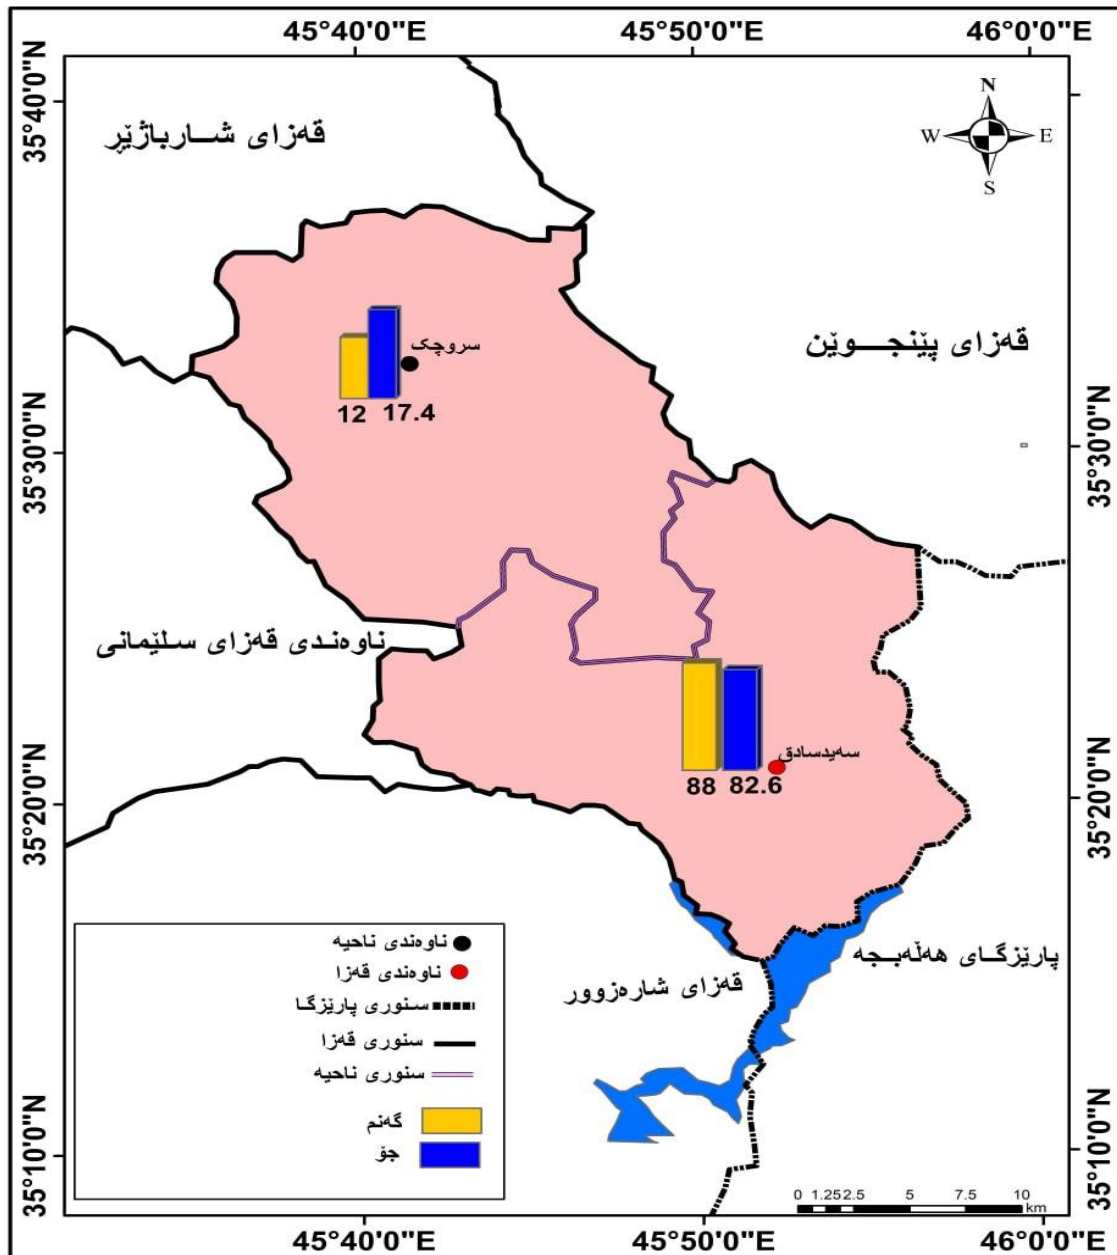 45°40'0"E 45°50'0"E 46°0'0"E
35°40'0"N
N
W E
S
قەزای شـــارباژێڕ
قەزای پێنجـــوێن
سروچک
12 17.4
35°30'0"N
35°30'0"N
ناوەندی قەزای سلێمانی
سەیدسادق
88 82.6
35°20'0"N
35°20'0"N
پارێزگای هەڵەبـجە
قەزای شارەزوور
ناوەندی ناحیە
ناوەندی قەزا
سنوری پارێزگا
سنوری قەزا
سنوری ناحیە
گەنم
جۆ
35°10'0"N
35°10'0"N
0 1.25 2.5 5 7.5 10
km
45°40'0"E 45°50'0"E 46°0'0"E